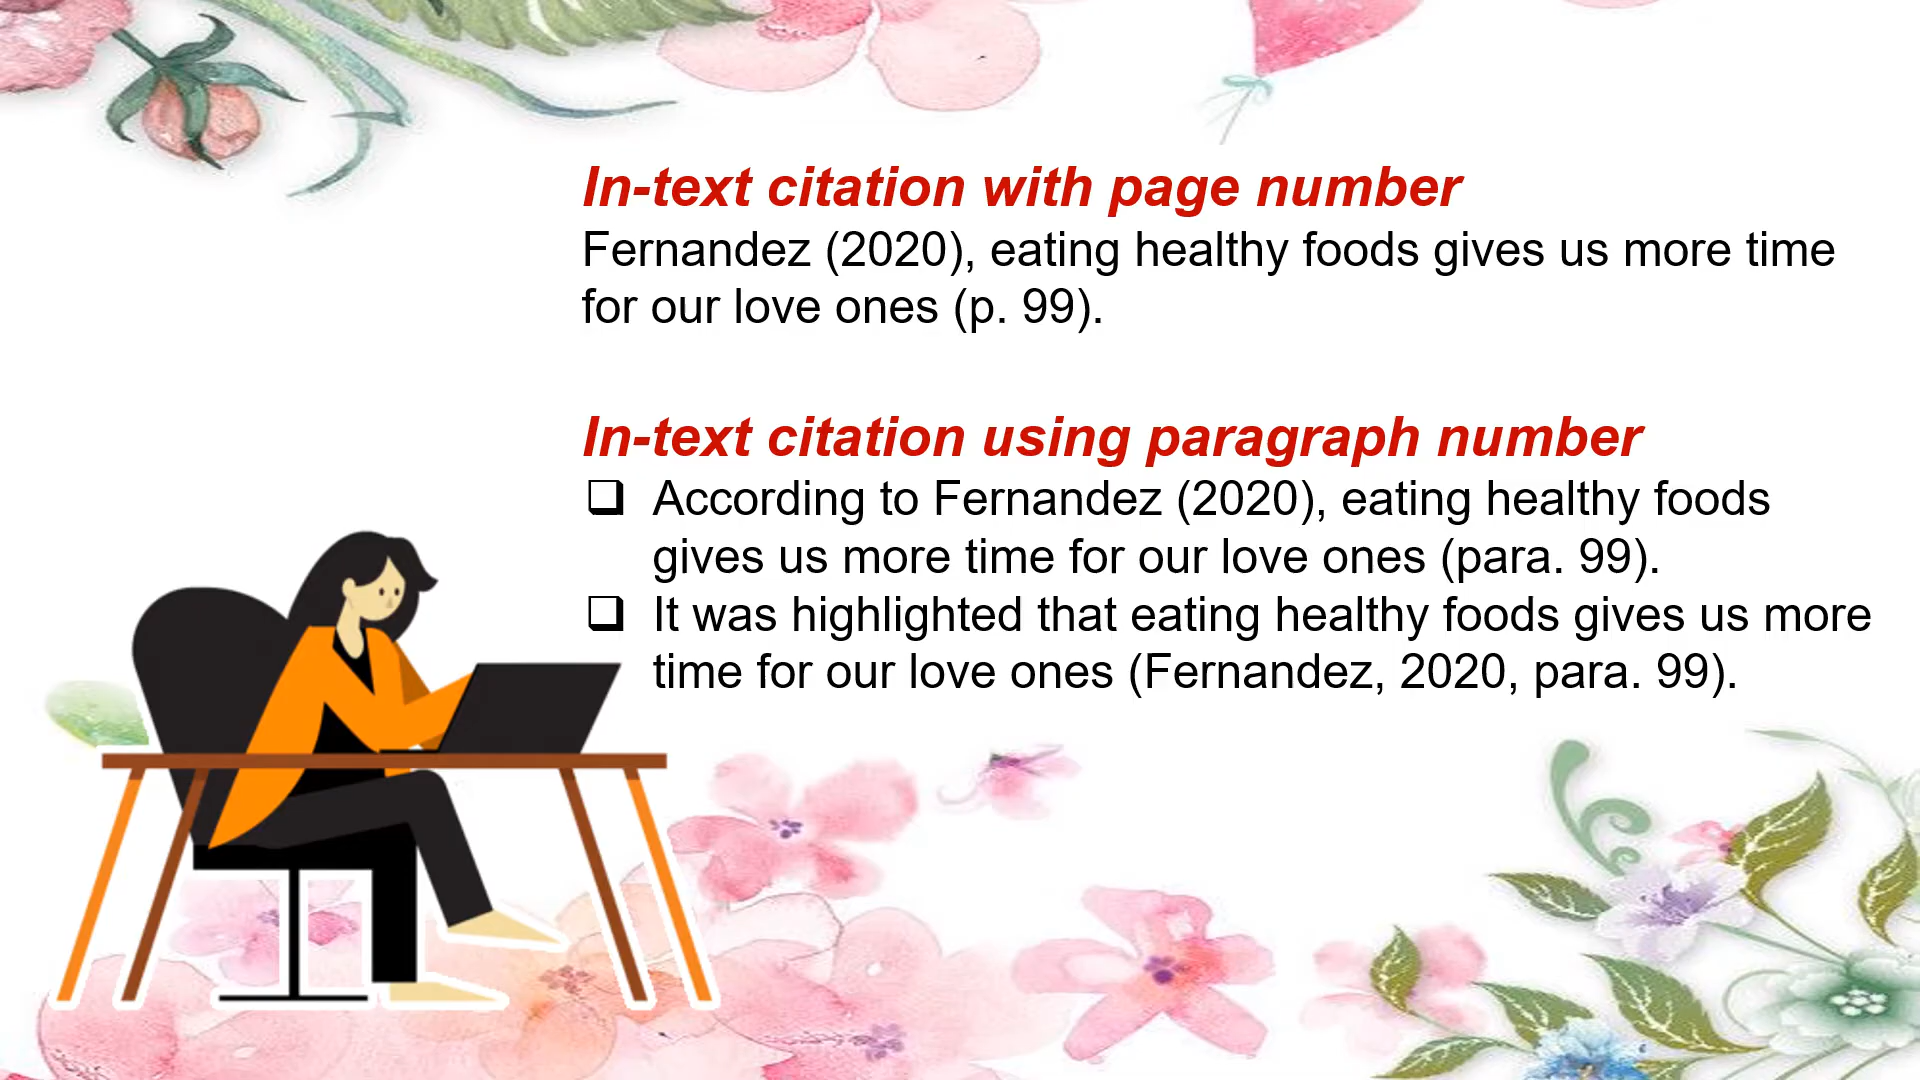 In-text citation with page number
Fernandez (2020), eating healthy foods gives us more time
for our love ones (p. 99).
In-text citation using paragraph number
❑ According to Fernandez (2020), eating healthy foods
gives us more time for our love ones (para. 99).
❑ It was highlighted that eating healthy foods gives us more
time for our love ones (Fernandez, 2020, para. 99).